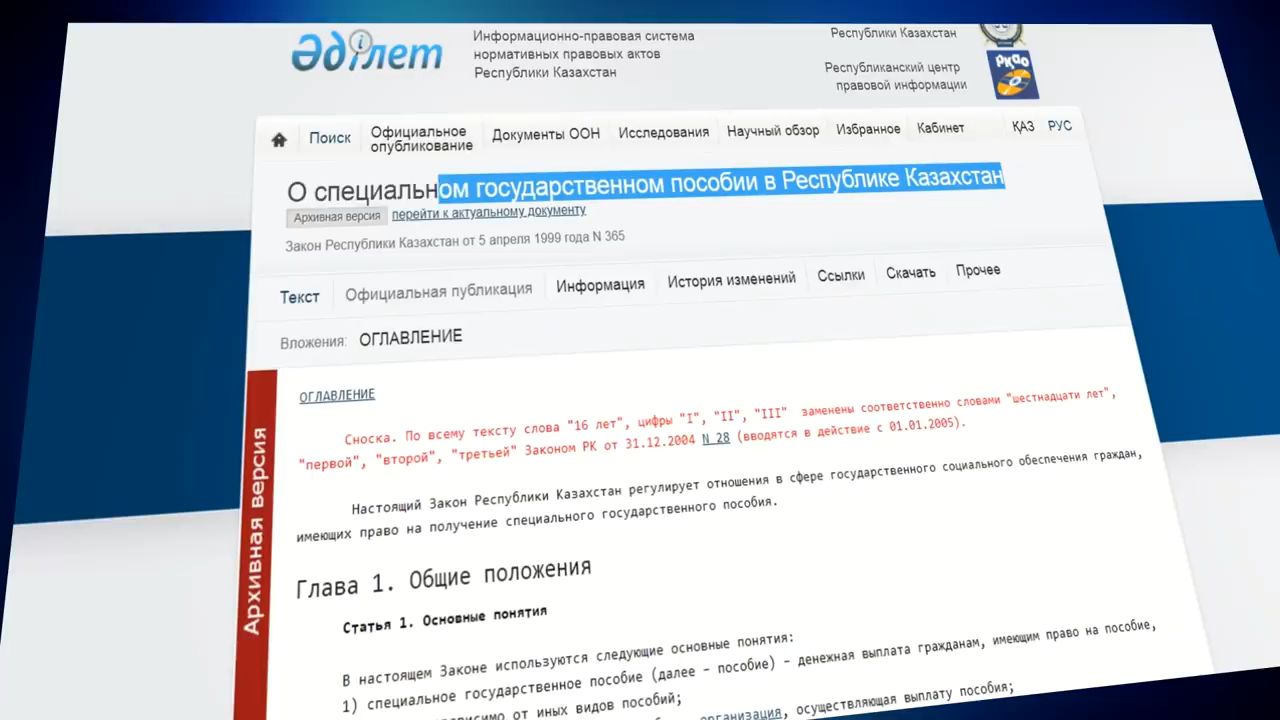 Әділет
Информационно-правовая система
нормативных правовых актов
Республики Казахстан
Республики Казахстан
Республиканский центр
правовой информации
РКАО
Поиск
Официальное
опубликование
Документы ООН
Исследования
Научный обзор
Избранное
Кабинет
ҚАЗ
РУС
О специальном государственном пособии в Республике Казахстан
Архивная версия перейти к актуальному документу
Закон Республики Казахстан от 5 апреля 1999 года N 365
Текст
Официальная публикация
Информация
История изменений
Ссылки
Скачать
Прочее
Вложения: ОГЛАВЛЕНИЕ
Архивная версия
ОГЛАВЛЕНИЕ
Сноска. По всему тексту слова "16 лет", цифры "I", "II", "III" заменены соответственно словами "шестнадцати лет",
"первой", "второй", "третьей" Законом РК от 31.12.2004 N 28 (вводятся в действие с 01.01.2005).
Настоящий Закон Республики Казахстан регулирует отношения в сфере государственного социального обеспечения граждан,
имеющих право на получение специального государственного пособия.
Глава 1. Общие положения
Статья 1. Основные понятия
В настоящем Законе используются следующие основные понятия:
1) специальное государственное пособие (далее - пособие) - денежная выплата гражданам, имеющим право на пособие,
от иных видов пособий;
организация, осуществляющая выплату пособия;